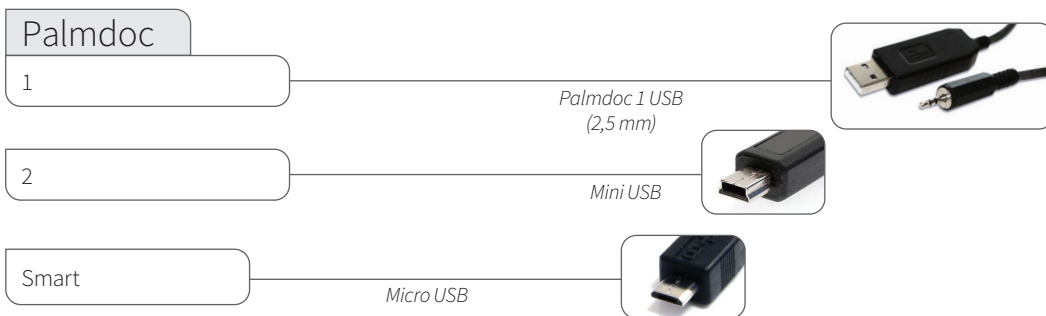 Palmdoc
1
Palmdoc 1 USB
(2,5 mm)
2
Mini USB
Smart
Micro USB